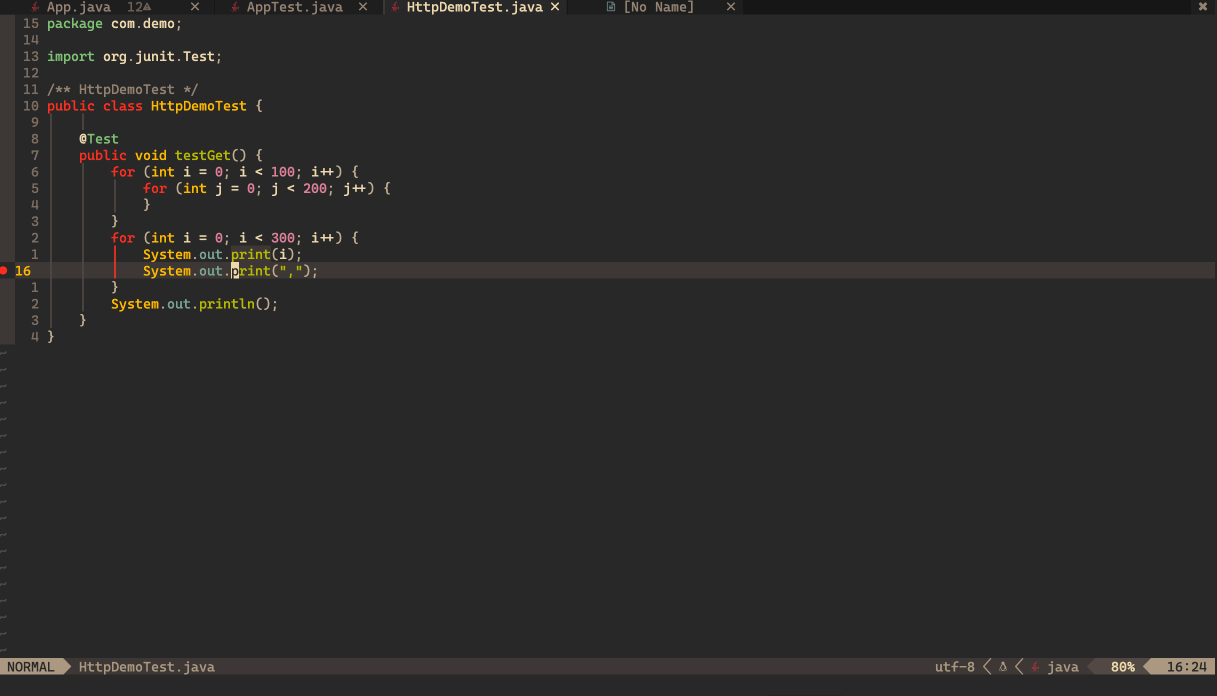 App.java 12 ✕ AppTest.java ✕ HttpDemoTest.java ✕ [No Name] ✕ ✖
15 package com.demo;
14
13 import org.junit.Test;
12
11 /** HttpDemoTest */
10 public class HttpDemoTest {
9
8     @Test
7     public void testGet() {
6         for (int i = 0; i < 100; i++) {
5             for (int j = 0; j < 200; j++) {
4             }
3         }
2         for (int i = 0; i < 300; i++) {
1             System.out.print(i);
16             System.out.print(",");
1         }
2         System.out.println();
3     }
4 }
NORMAL HttpDemoTest.java utf-8 java 80% 16:24